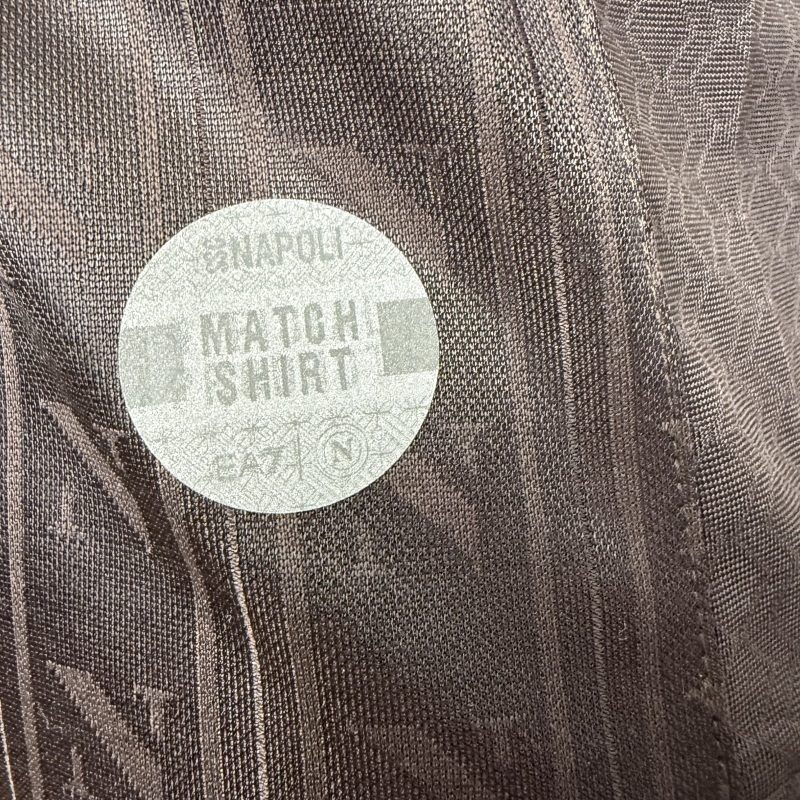 SSC NAPOLI
MATCH
SHIRT
EA7 | N
N
N